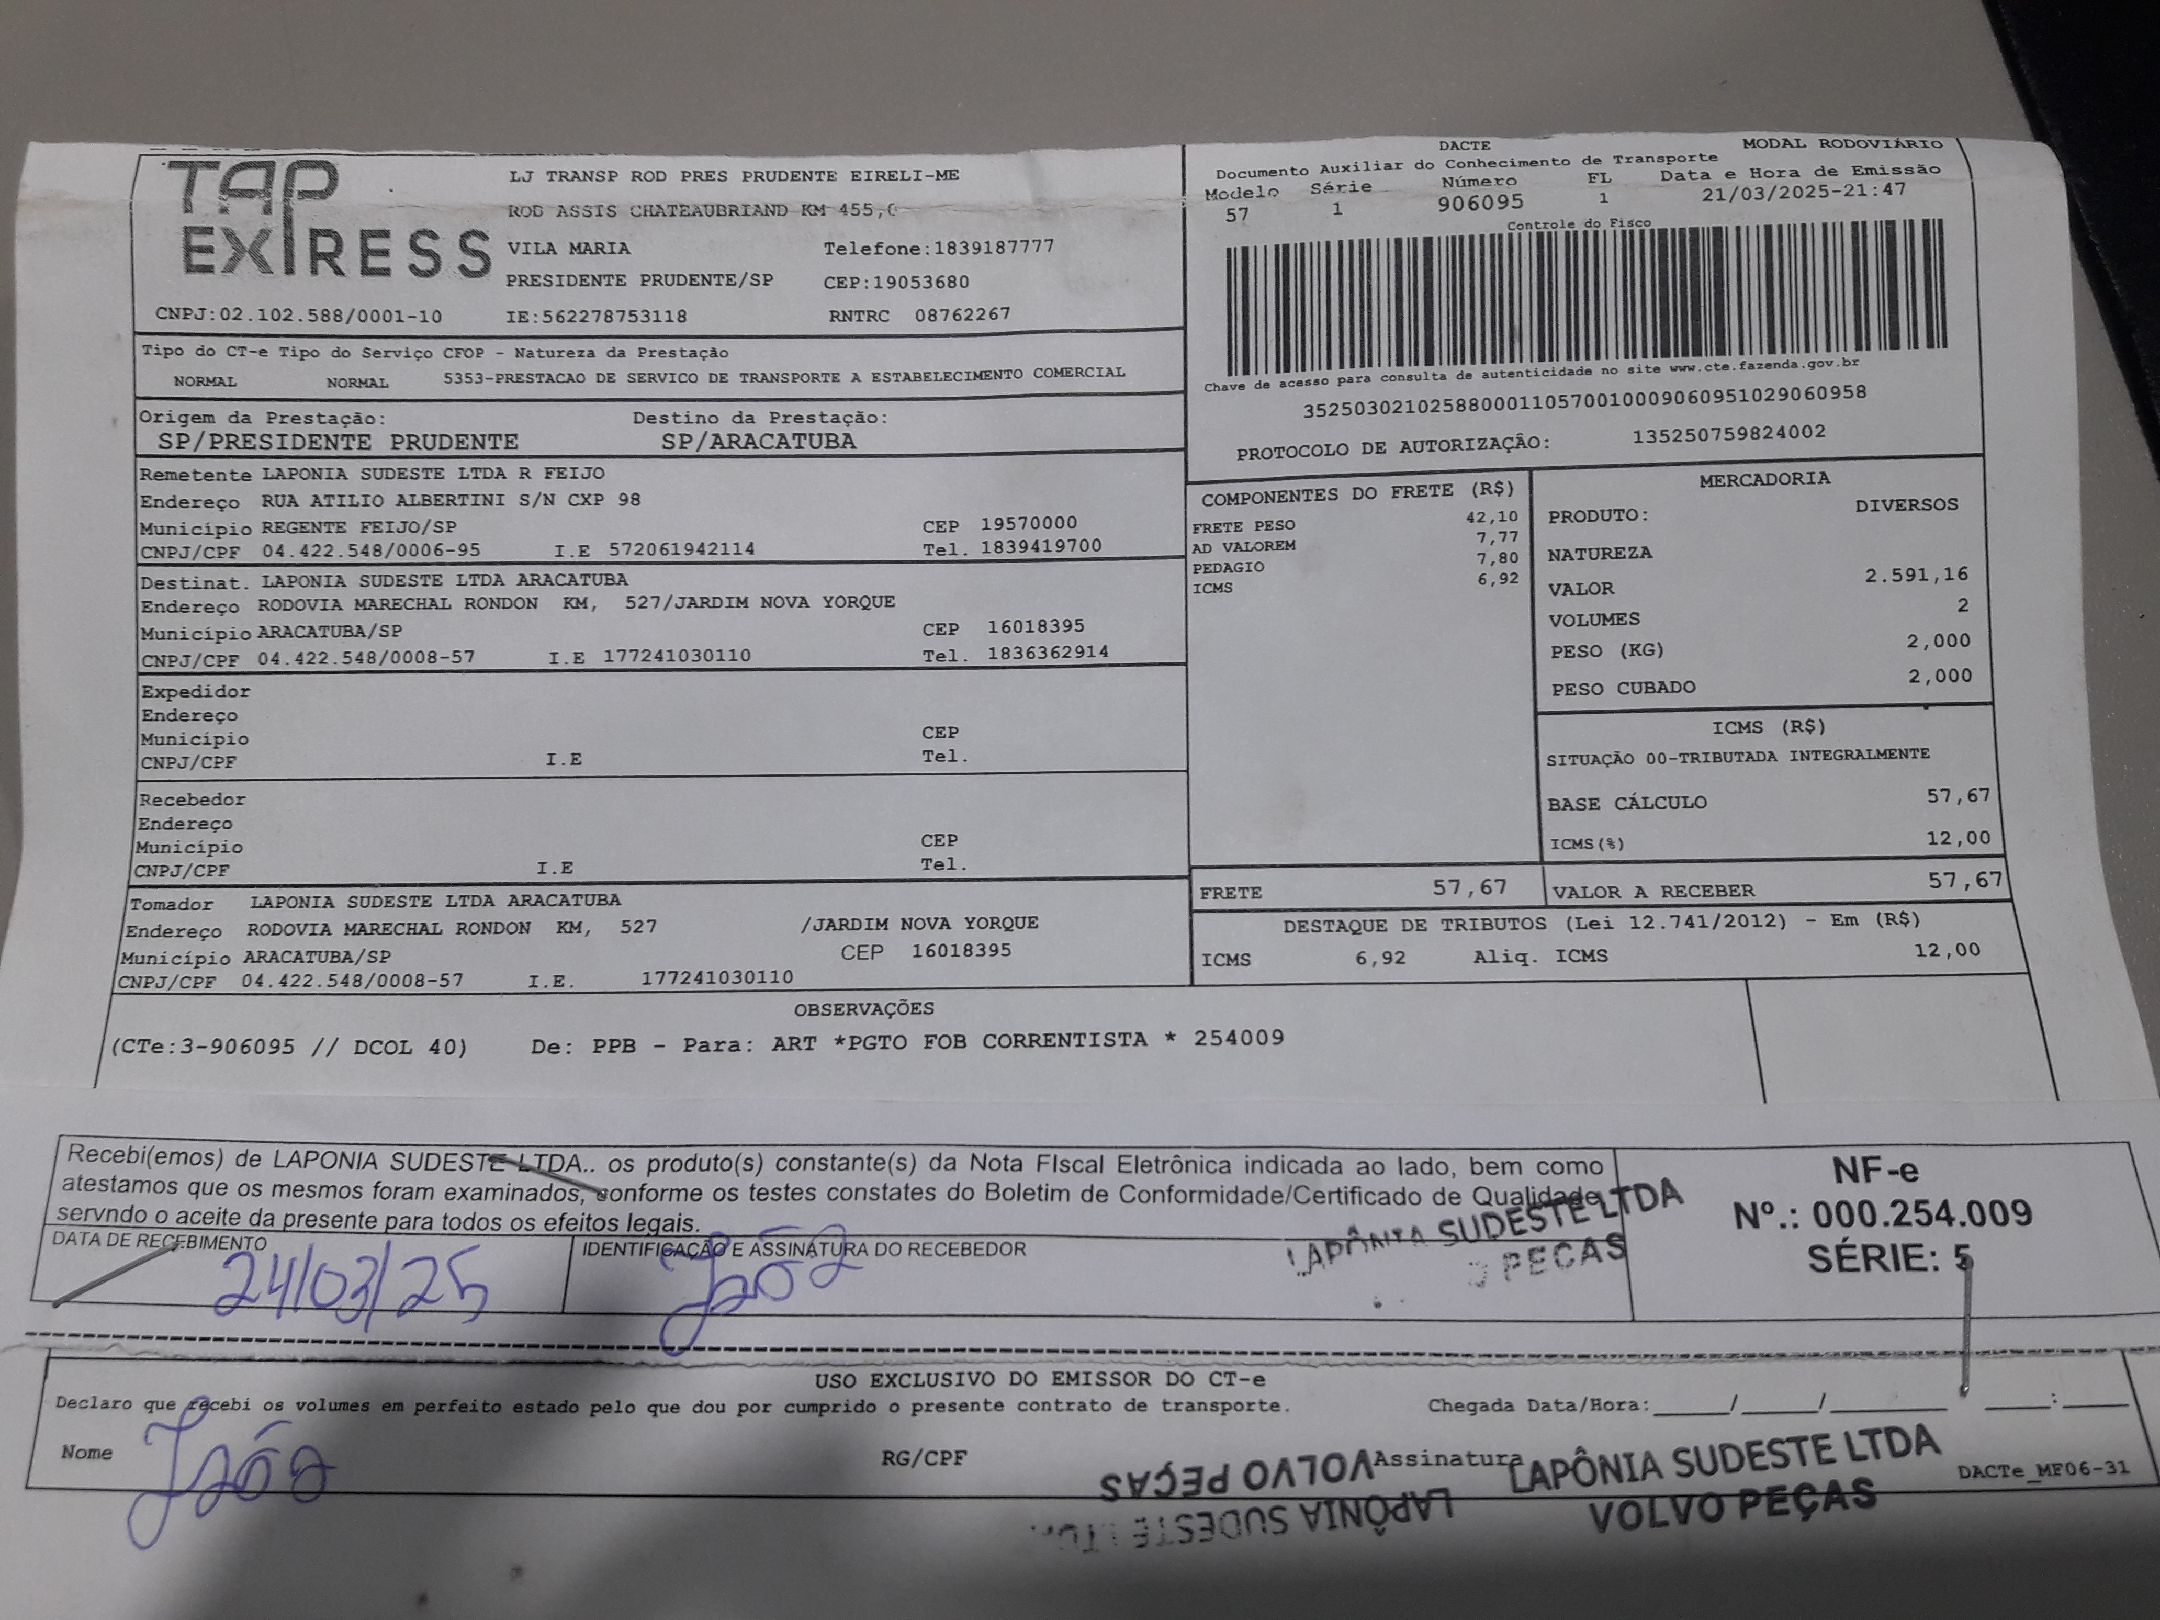 TAP EXPRESS
LJ TRANSP ROD PRES PRUDENTE EIRELI-ME
ROD ASSIS CHATEAUBRIAND KM 455,0
VILA MARIA Telefone:1839187777
PRESIDENTE PRUDENTE/SP CEP:19053680
CNPJ:02.102.588/0001-10 IE:562278753118 RNTRC 08762267
DACTE MODAL RODOVIÁRIO
Documento Auxiliar do Conhecimento de Transporte
Modelo Série Número FL Data e Hora de Emissão
57 1 906095 1 21/03/2025-21:47
Controle do Fisco
Chave de acesso para consulta de autenticidade no site www.cte.fazenda.gov.br
35250302102588000110570010009060951029060958
PROTOCOLO DE AUTORIZAÇÃO: 135250759824002
Tipo do CT-e Tipo do Serviço CFOP - Natureza da Prestação
NORMAL NORMAL 5353-PRESTACAO DE SERVICO DE TRANSPORTE A ESTABELECIMENTO COMERCIAL
Origem da Prestação: Destino da Prestação:
SP/PRESIDENTE PRUDENTE SP/ARACATUBA
Remetente LAPONIA SUDESTE LTDA R FEIJO
Endereço RUA ATILIO ALBERTINI S/N CXP 98
Município REGENTE FEIJO/SP CEP 19570000
CNPJ/CPF 04.422.548/0006-95 I.E 572061942114 Tel. 1839419700
Destinat. LAPONIA SUDESTE LTDA ARACATUBA
Endereço RODOVIA MARECHAL RONDON KM, 527/JARDIM NOVA YORQUE
Município ARACATUBA/SP CEP 16018395
CNPJ/CPF 04.422.548/0008-57 I.E 177241030110 Tel. 1836362914
Expedidor
Endereço
Município CEP
CNPJ/CPF I.E Tel.
Recebedor
Endereço
Município CEP
CNPJ/CPF I.E Tel.
Tomador LAPONIA SUDESTE LTDA ARACATUBA
Endereço RODOVIA MARECHAL RONDON KM, 527 /JARDIM NOVA YORQUE
Município ARACATUBA/SP CEP 16018395
CNPJ/CPF 04.422.548/0008-57 I.E. 177241030110
COMPONENTES DO FRETE (R$)
FRETE PESO 42,10
AD VALOREM 7,77
PEDAGIO 7,80
ICMS 6,92
MERCADORIA
PRODUTO: DIVERSOS
NATUREZA
VALOR 2.591,16
VOLUMES 2
PESO (KG) 2,000
PESO CUBADO 2,000
ICMS (R$)
SITUAÇÃO 00-TRIBUTADA INTEGRALMENTE
BASE CÁLCULO 57,67
ICMS(%) 12,00
FRETE 57,67 VALOR A RECEBER 57,67
DESTAQUE DE TRIBUTOS (Lei 12.741/2012) - Em (R$)
ICMS 6,92 Aliq. ICMS 12,00
OBSERVAÇÕES
(CTe:3-906095 // DCOL 40) De: PPB - Para: ART *PGTO FOB CORRENTISTA * 254009
Recebi(emos) de LAPONIA SUDESTE LTDA.. os produto(s) constante(s) da Nota FIscal Eletrônica indicada ao lado, bem como
atestamos que os mesmos foram examinados, conforme os testes constates do Boletim de Conformidade/Certificado de Qualidade
servndo o aceite da presente para todos os efeitos legais.
DATA DE RECEBIMENTO IDENTIFICAÇÃO E ASSINATURA DO RECEBEDOR
24/03/25 João
LAPÔNIA SUDESTE LTDA
PEÇAS
NF-e
Nº.: 000.254.009
SÉRIE: 5
USO EXCLUSIVO DO EMISSOR DO CT-e
Declaro que recebi os volumes em perfeito estado pelo que dou por cumprido o presente contrato de transporte. Chegada Data/Hora:_____/_____/_______ ____:____
Nome João RG/CPF Assinatura
LAPÔNIA SUDESTE LTDA
VOLVO PEÇAS
LAPÔNIA SUDESTE LTDA
VOLVO PEÇAS
DACTe_MF06-31